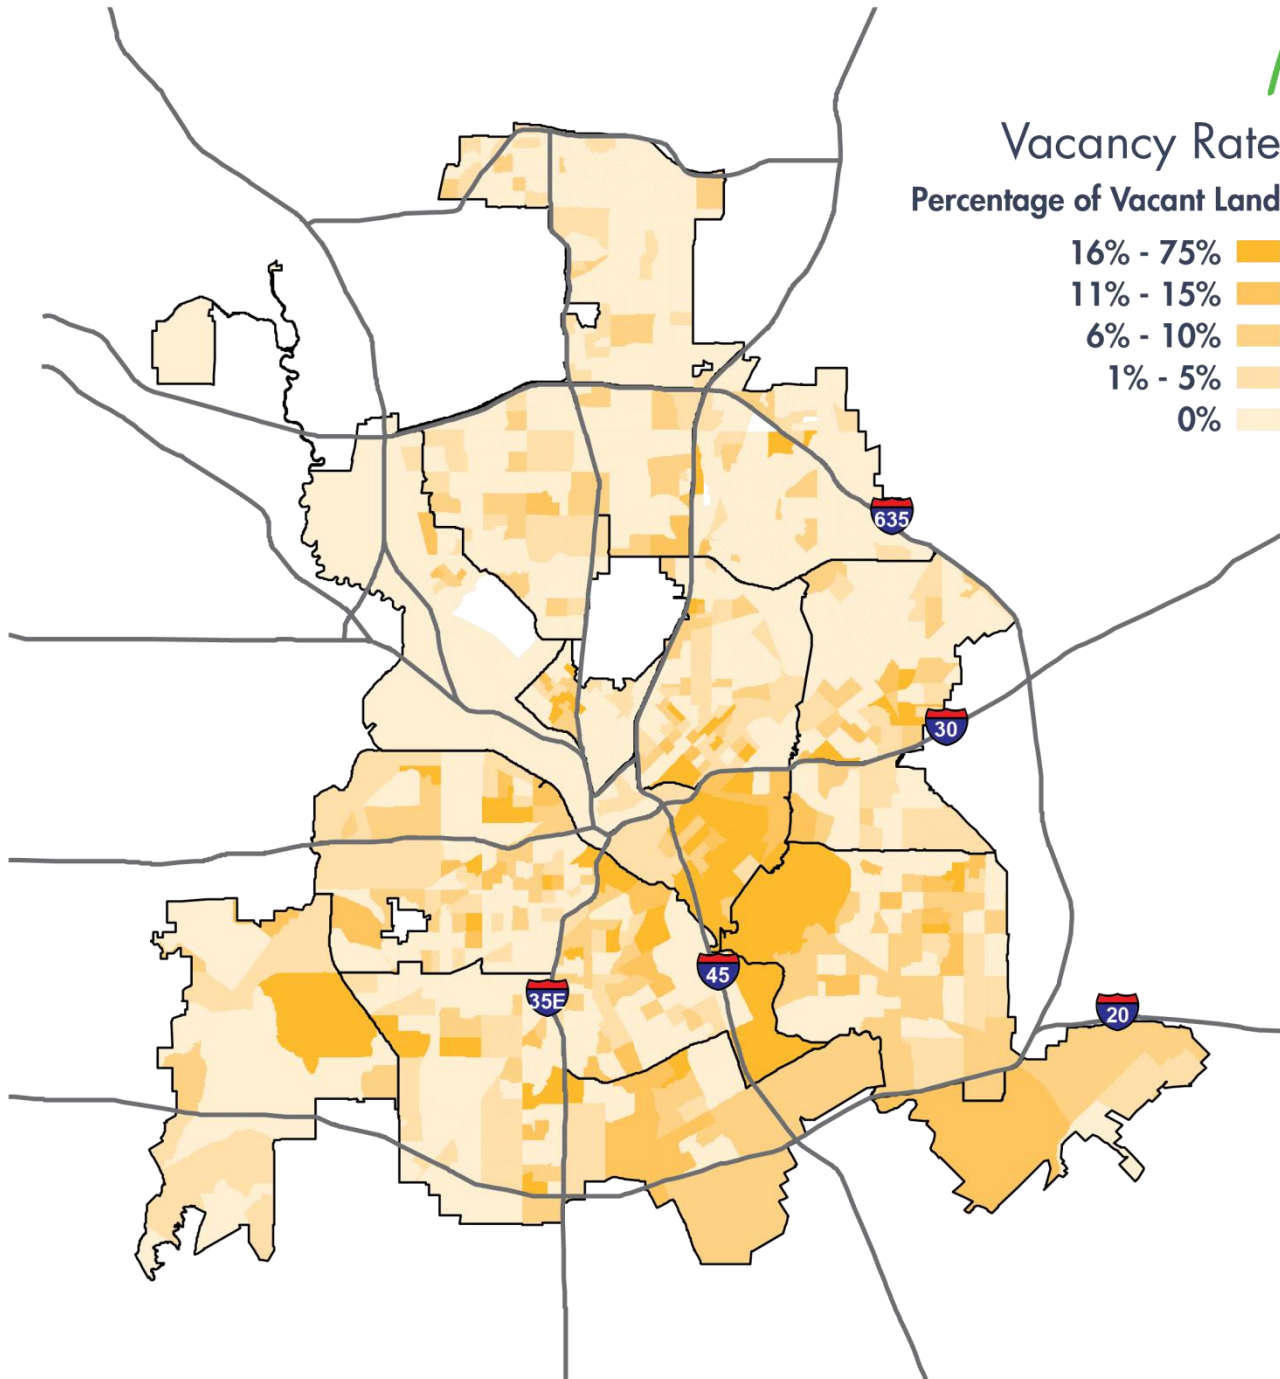 Vacancy Rate
Percentage of Vacant Land
16% - 75%
11% - 15%
6% - 10%
1% - 5%
0%
635
30
45
35E
20